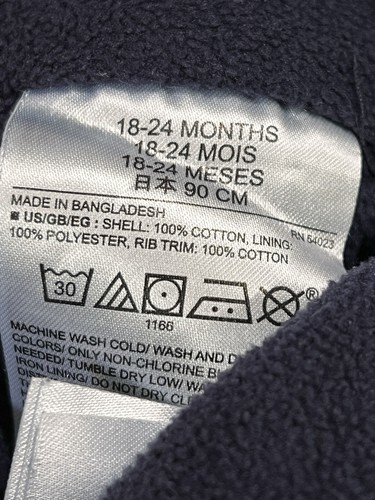 18-24 MONTHS
18-24 MOIS
18-24 MESES
日本 90 CM
MADE IN BANGLADESH
RN 54023
■ US/GB/EG : SHELL: 100% COTTON, LINING:
100% POLYESTER, RIB TRIM: 100% COTTON
30
®
1166
MACHINE WASH COLD/ WASH AND
COLORS/ ONLY NON-CHLORINE
NEEDED/ TUMBLE DRY LOW/
IRON LINING/ DO NOT DRY